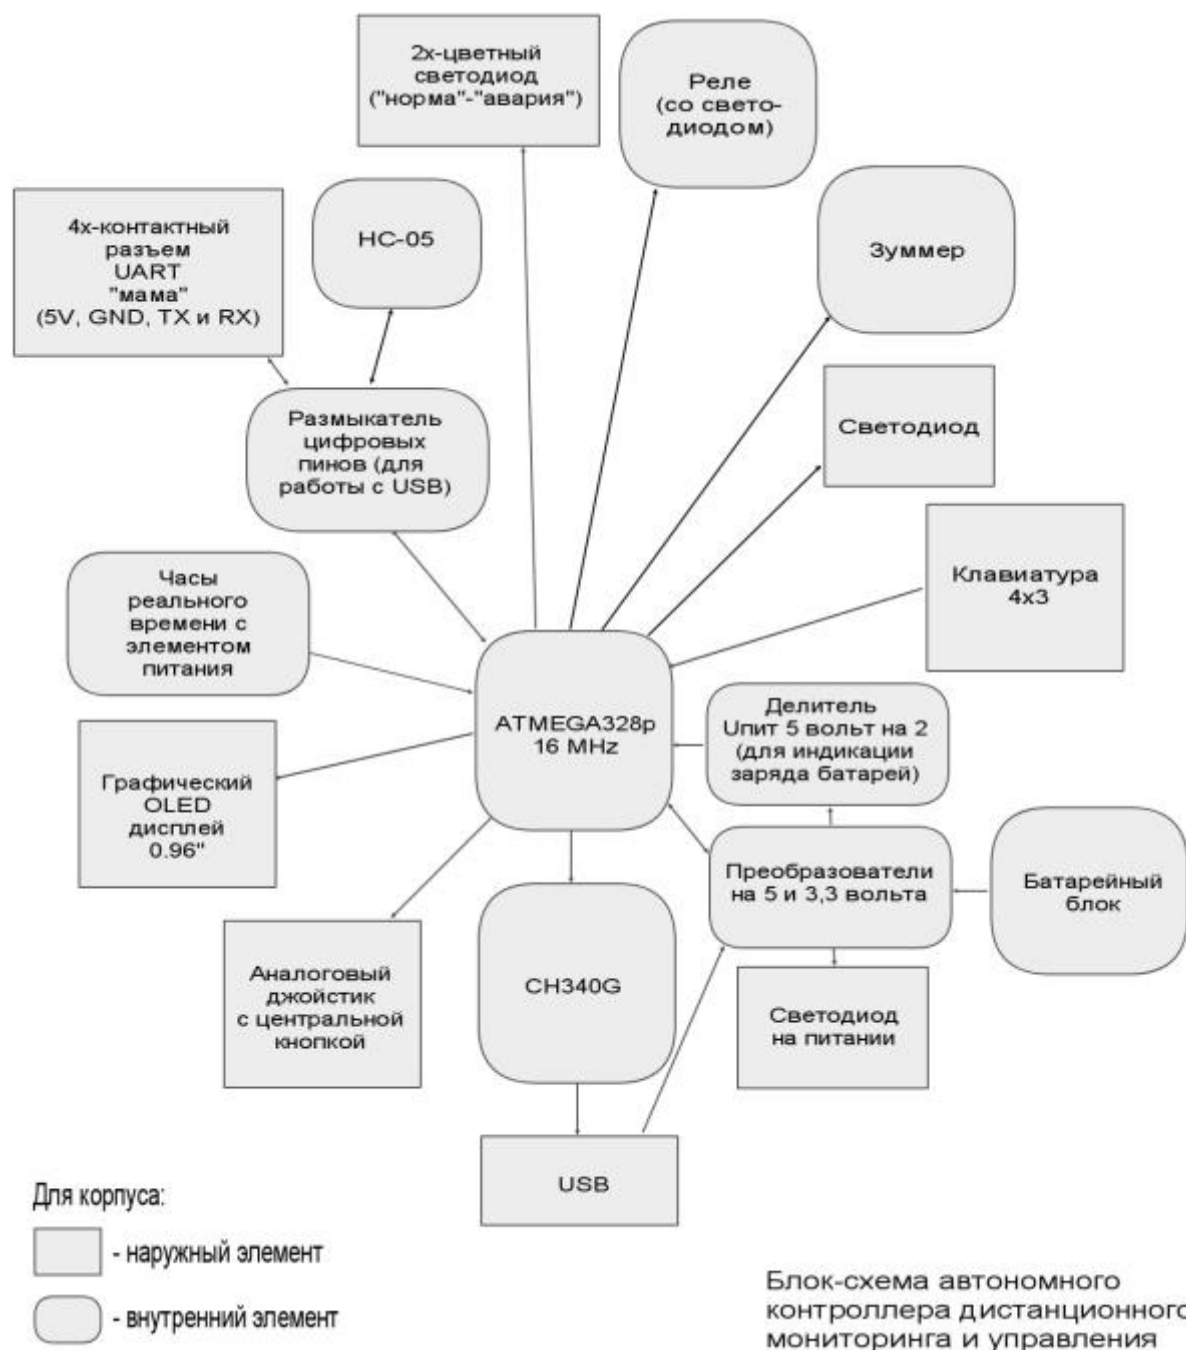 2х-цветный
светодиод
("норма"-"авария")
Реле
(со свето-
диодом)
4х-контактный
разъем
UART
"мама"
(5V, GND, TX и RX)
HC-05
Зуммер
Размыкатель
цифровых
пинов (для
работы с USB)
Светодиод
Часы
реального
времени с
элементом
питания
Клавиатура
4х3
ATMEGA328p
16 MHz
Делитель
Uпит 5 вольт на 2
(для индикации
заряда батарей)
Графический
OLED
дисплей
0.96"
Преобразователи
на 5 и 3,3 вольта
Батарейный
блок
Аналоговый
джойстик
с центральной
кнопкой
CH340G
Светодиод
на питании
USB
Для корпуса:
- наружный элемент
- внутренний элемент
Блок-схема автономного
контроллера дистанционного
мониторинга и управления